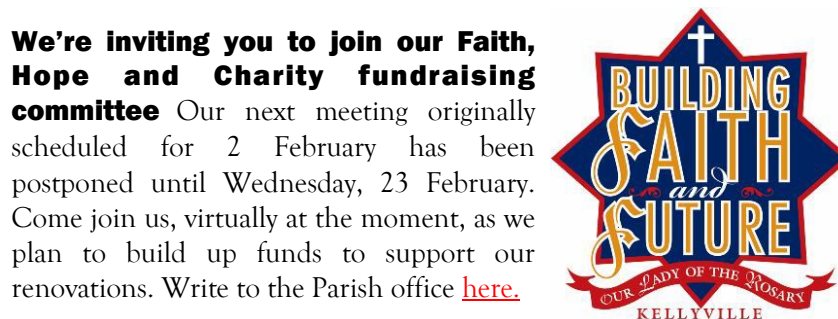 We're inviting you to join our Faith,
Hope and Charity fundraising
committee Our next meeting originally
scheduled for 2 February has been
postponed until Wednesday, 23 February.
Come join us, virtually at the moment, as we
plan to build up funds to support our
renovations. Write to the Parish office here.
BUILDING
FAITH
and
FUTURE
OUR LADY OF THE ROSARY
KELLYVILLE